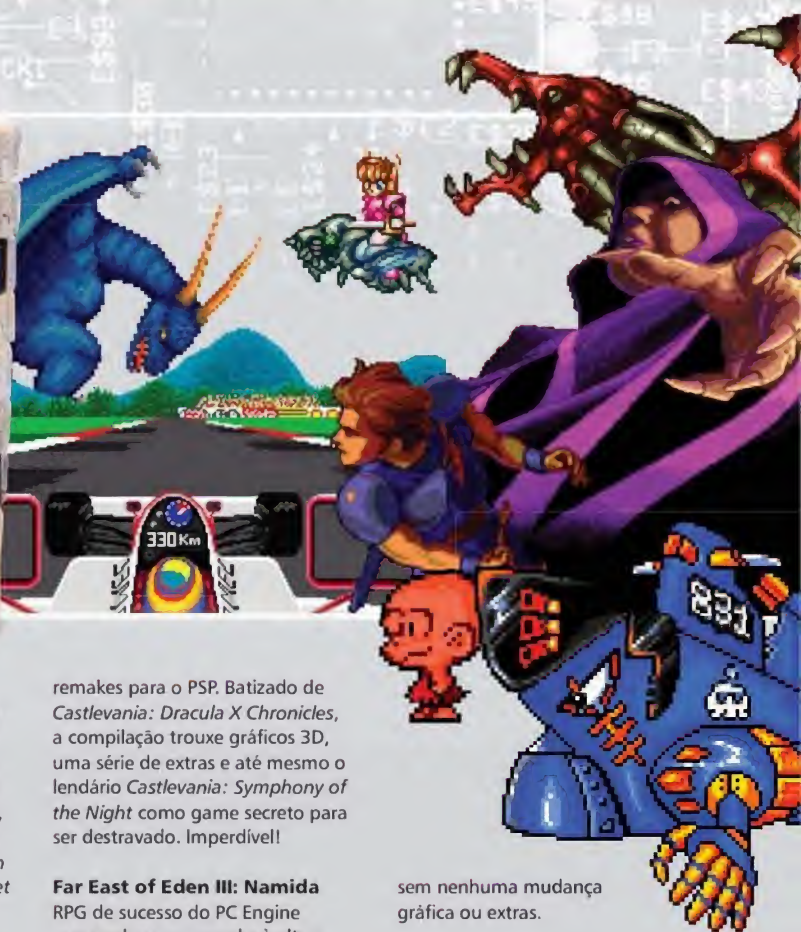 330 Km
831
remakes para o PSP. Batizado de
Castlevania: Dracula X Chronicles,
a compilação trouxe gráficos 3D,
uma série de extras e até mesmo o
lendário Castlevania: Symphony of
the Night como game secreto para
ser destravado. Imperdível!
Far East of Eden III: Namida
RPG de sucesso do PC Engine
sem nenhuma mudança
gráfica ou extras.